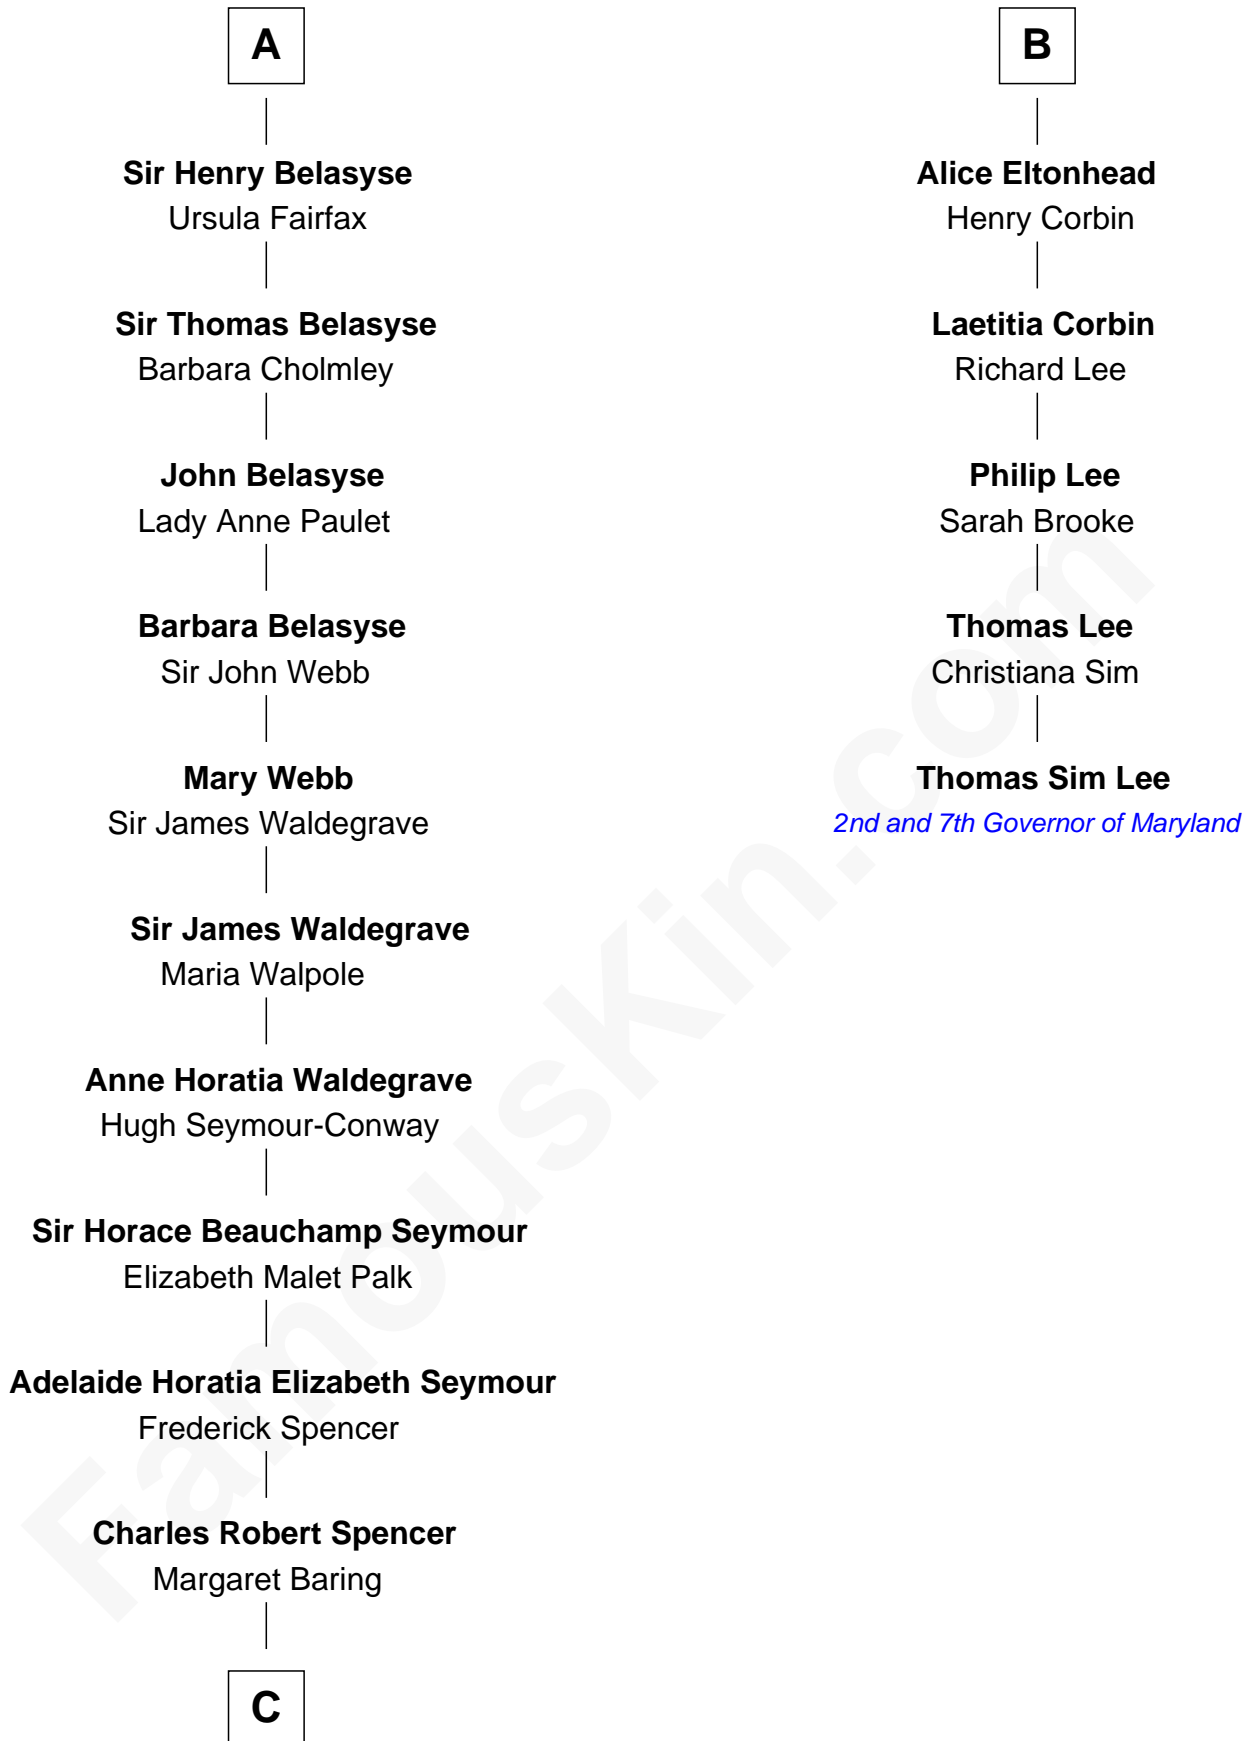 A
Sir Henry Belasyse
Ursula Fairfax
Sir Thomas Belasyse
Barbara Cholmley
John Belasyse
Lady Anne Paulet
Barbara Belasyse
Sir John Webb
Mary Webb
Sir James Waldegrave
Sir James Waldegrave
Maria Walpole
Anne Horatia Waldegrave
Hugh Seymour-Conway
Sir Horace Beauchamp Seymour
Elizabeth Malet Palk
Adelaide Horatia Elizabeth Seymour
Frederick Spencer
Charles Robert Spencer
Margaret Baring
C
B
Alice Eltonhead
Henry Corbin
Laetitia Corbin
Richard Lee
Philip Lee
Sarah Brooke
Thomas Lee
Christiana Sim
Thomas Sim Lee
2nd and 7th Governor of Maryland
FamousKin.com